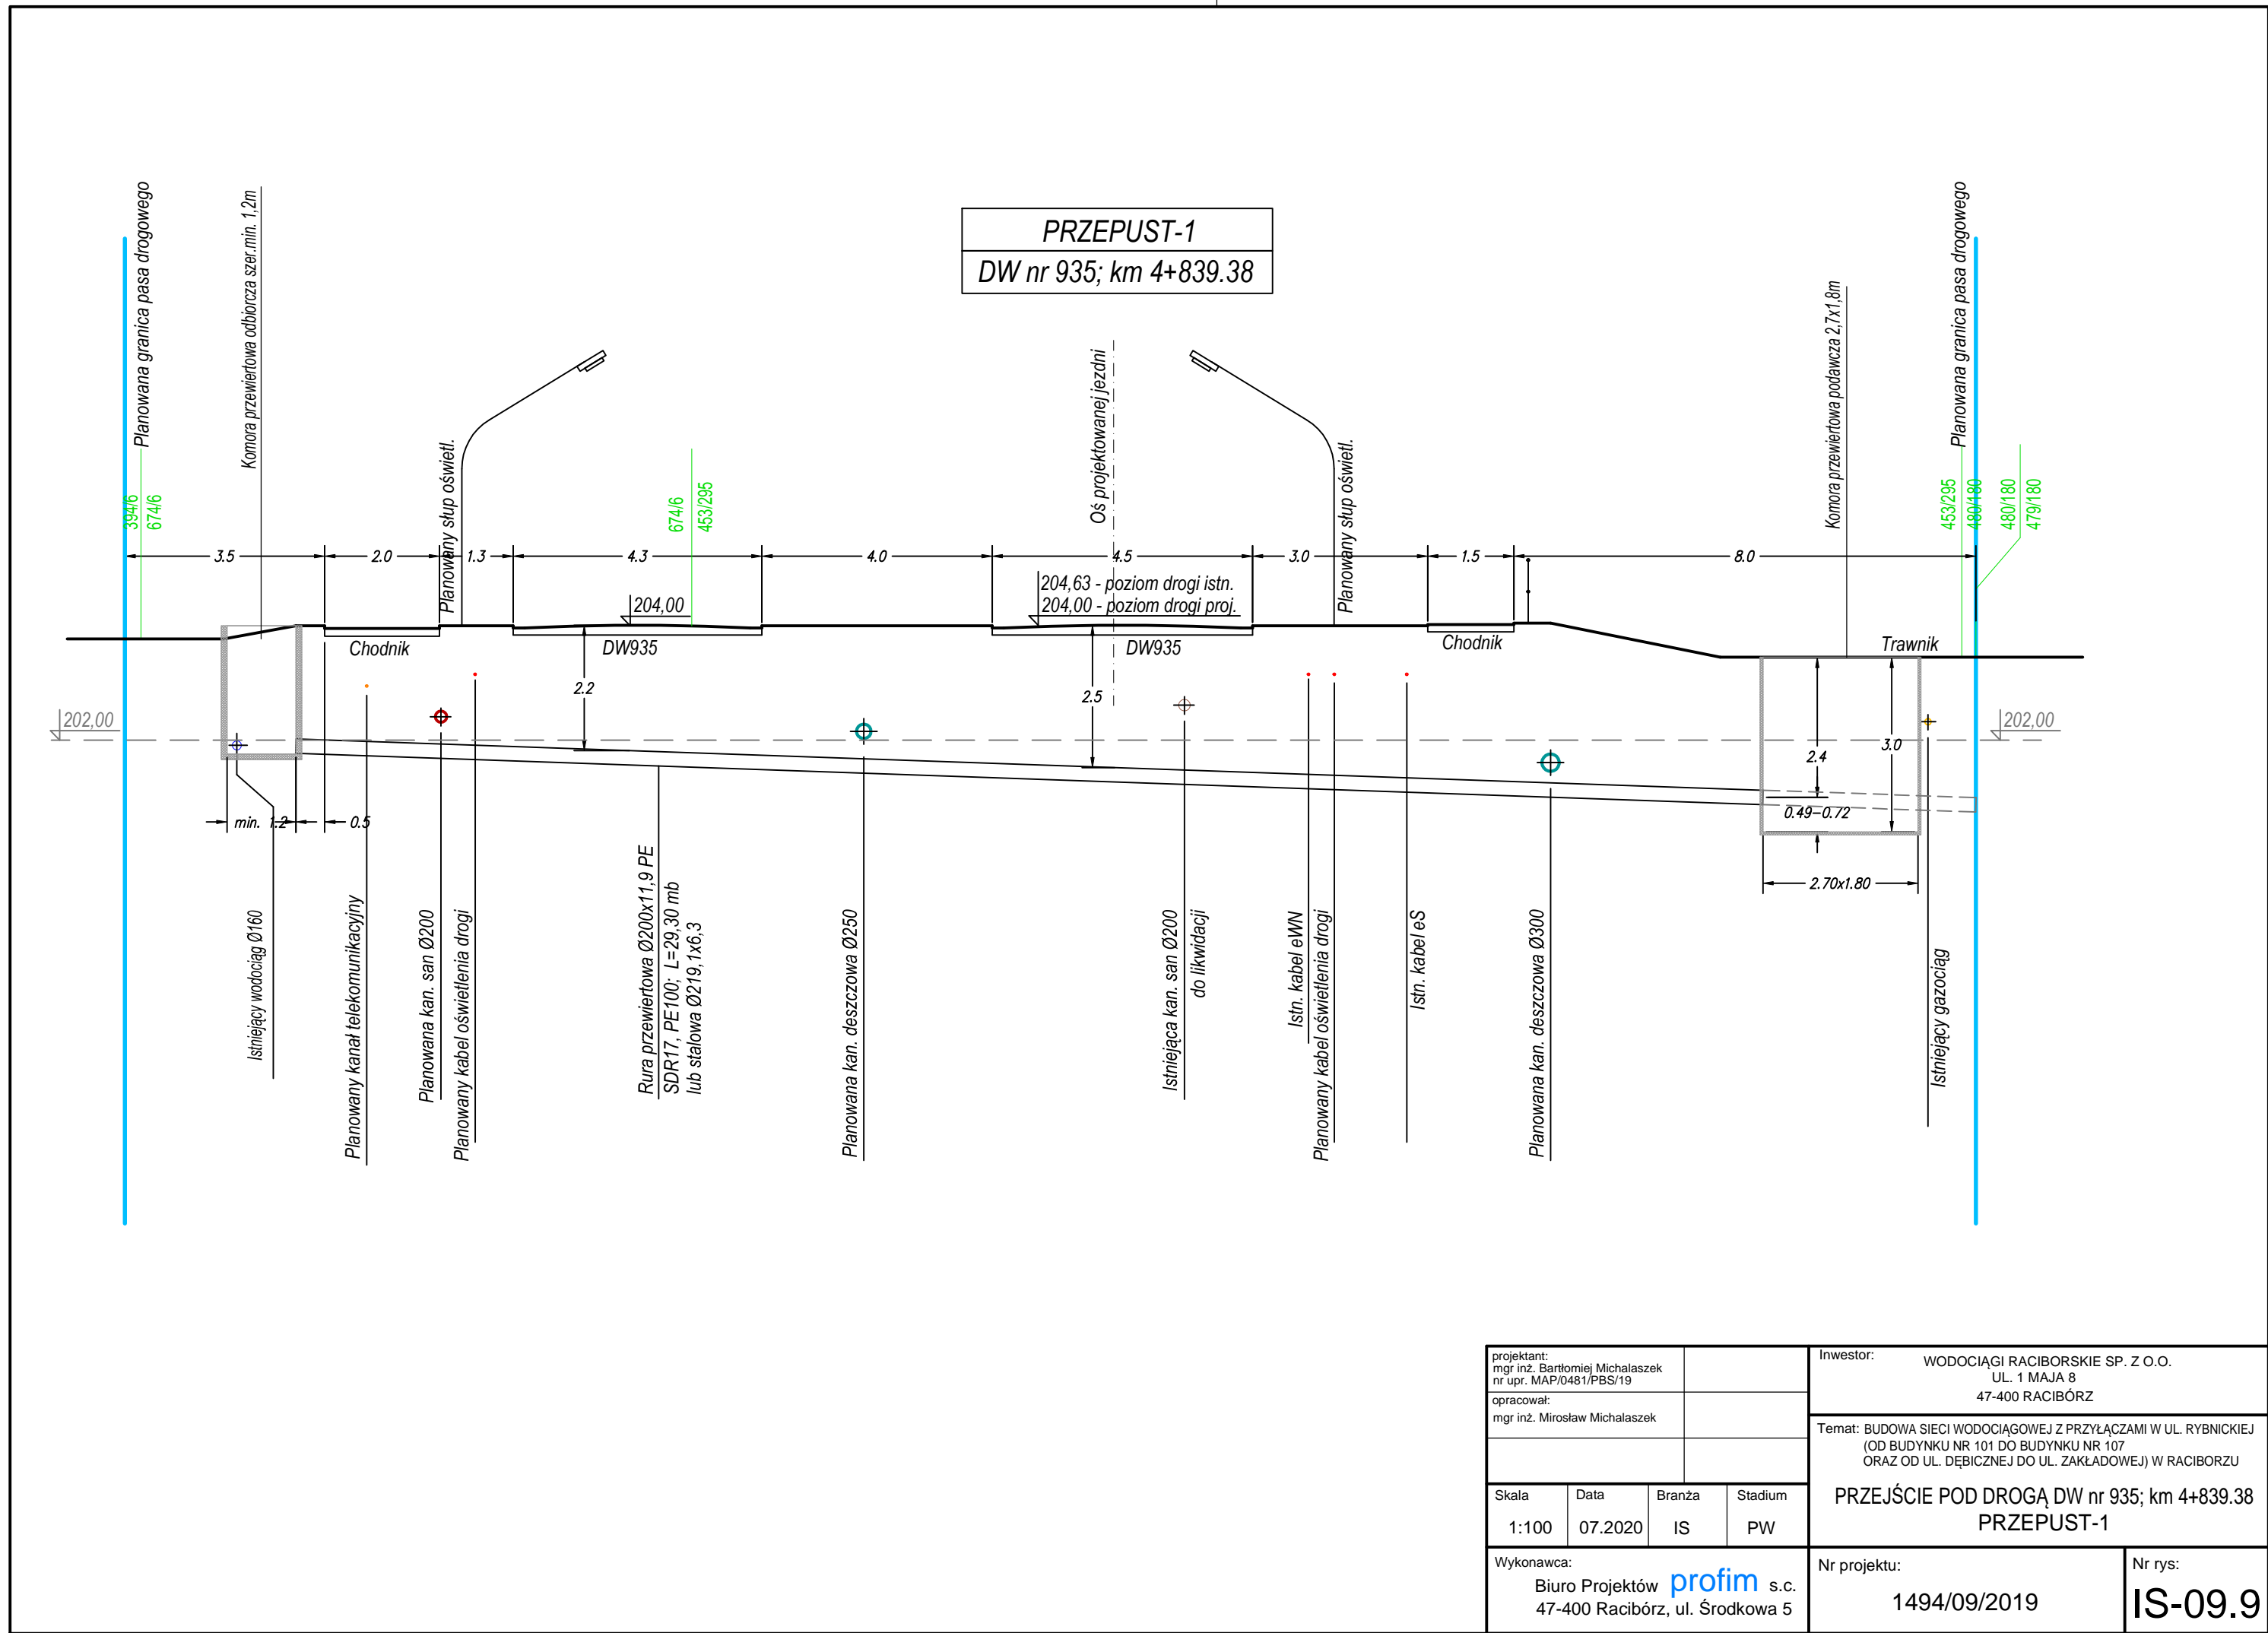 PRZEPUST-1
DW nr 935; km 4+839.38
Planowana granica pasa drogowego
Komora przewiertowa odbiorcza szer.min. 1,2m
Planowany słup oświetl.
Oś projektowanej jezdni
Planowany słup oświetl.
Komora przewiertowa podawcza 2,7x1,8m
Planowana granica pasa drogowego
394/6
674/6
674/6
453/295
453/295
480/180
480/180
479/180
3.5
2.0
1.3
4.3
4.0
4.5
3.0
1.5
8.0
204,00
204,63 - poziom drogi istn.
204,00 - poziom drogi proj.
Chodnik
DW935
DW935
Chodnik
Trawnik
2.2
2.5
202,00
202,00
2.4
3.0
0.49-0.72
min. 1.2
0.5
2.70x1.80
Istniejący wodociąg Ø160
Planowany kanał telekomunikacyjny
Planowana kan. san Ø200
Planowany kabel oświetlenia drogi
Rura przewiertowa Ø200x11,9 PE
SDR17, PE100; L=29,30 mb
lub stalowa Ø219,1x6,3
Planowana kan. deszczowa Ø250
Istniejąca kan. san Ø200
do likwidacji
Istn. kabel eWN
Planowany kabel oświetlenia drogi
Istn. kabel eS
Planowana kan. deszczowa Ø300
Istniejący gazociąg
projektant:
mgr inż. Bartłomiej Michalaszek
nr upr. MAP/0481/PBS/19
opracował:
mgr inż. Mirosław Michalaszek
Inwestor:
WODOCIĄGI RACIBORSKIE SP. Z O.O.
UL. 1 MAJA 8
47-400 RACIBÓRZ
Temat: BUDOWA SIECI WODOCIĄGOWEJ Z PRZYŁĄCZAMI W UL. RYBNICKIEJ
(OD BUDYNKU NR 101 DO BUDYNKU NR 107
ORAZ OD UL. DĘBICZNEJ DO UL. ZAKŁADOWEJ) W RACIBORZU
PRZEJŚCIE POD DROGĄ DW nr 935; km 4+839.38
PRZEPUST-1
Skala
Data
Branża
Stadium
1:100
07.2020
IS
PW
Wykonawca:
Biuro Projektów profim s.c.
47-400 Racibórz, ul. Środkowa 5
Nr projektu:
1494/09/2019
Nr rys:
IS-09.9